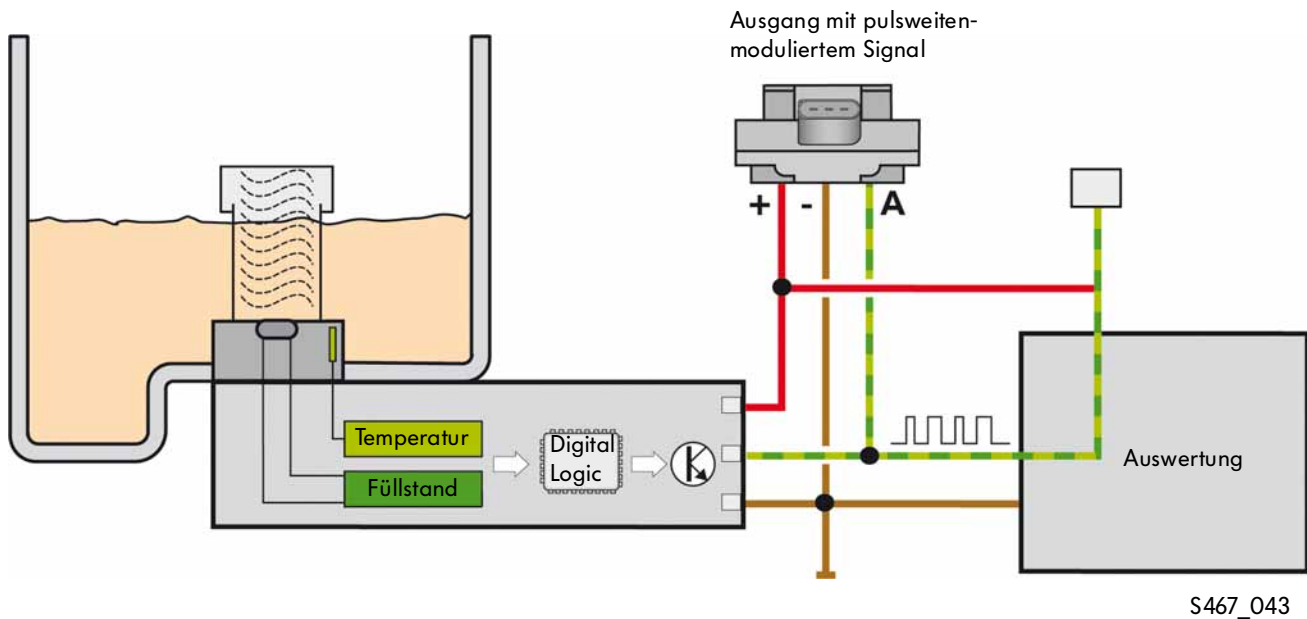 Ausgang mit pulsweiten-
moduliertem Signal
+ - A
Temperatur
Füllstand
Digital
Logic
Auswertung
S467_043